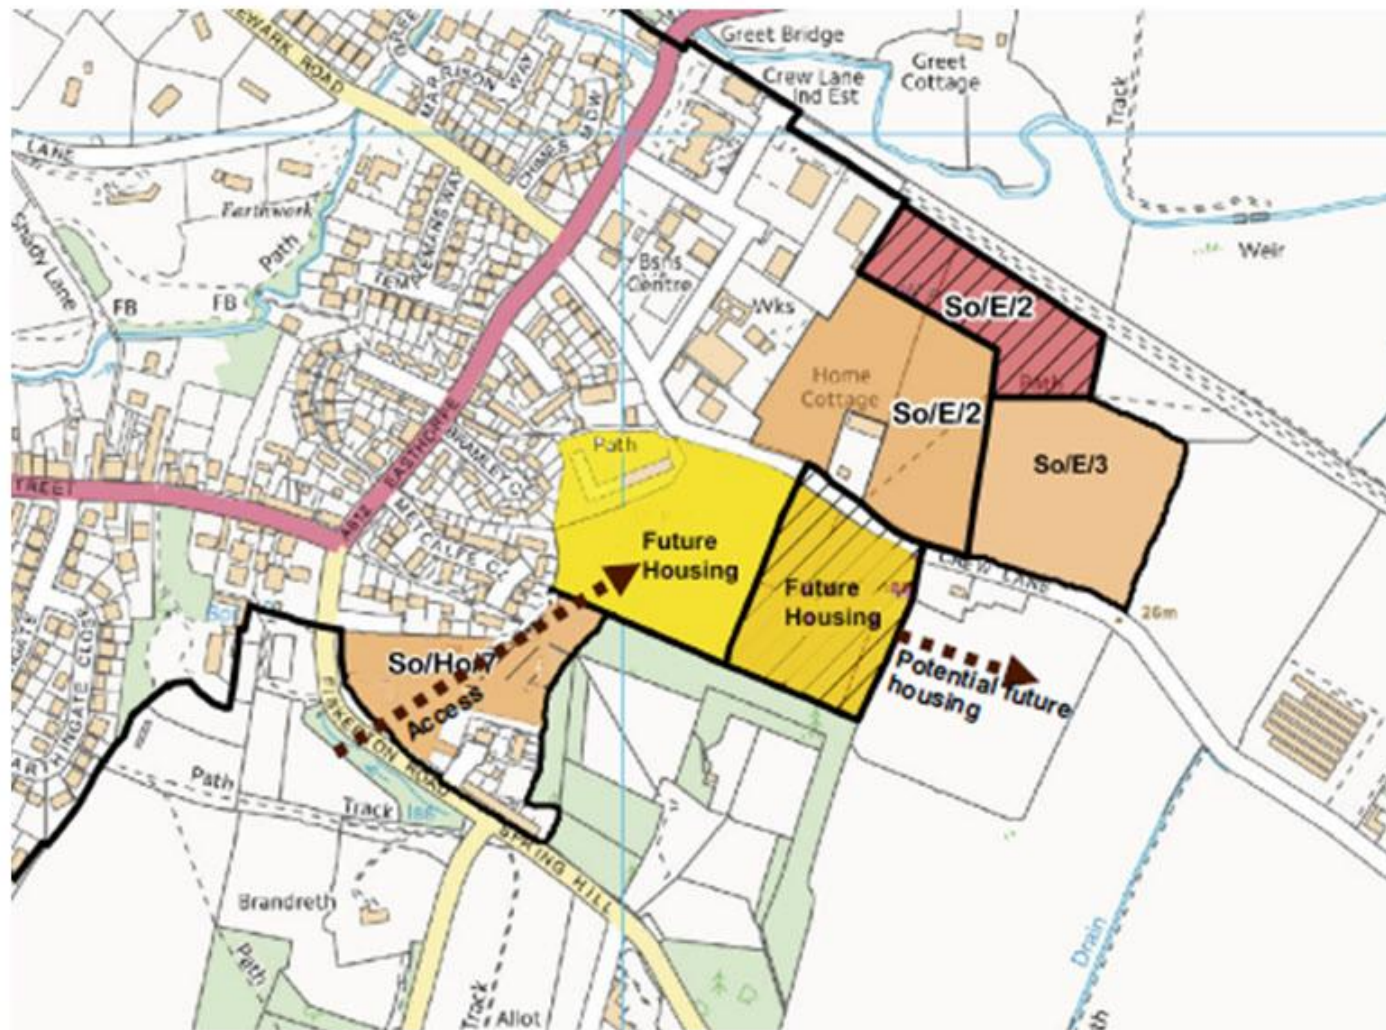 Greet Bridge
Greet
Cottage
Crew Lane
Ind Est
Track
MARRISON WAY
LANE
Earthwork
Path
Shady Lane
FB
FB
Bsns
Centre
Wks
Weir
So/E/2
Path
Home
Cottage
So/E/2
So/E/3
EASTHORPE
A612
METCALFE CL
Path
Future
Housing
Future
Housing
CREW LANE
26m
Potential future
housing
So/Ho/7
Access
FISKERTON ROAD
Path
Track
SPRING HILL
Brandreth
Path
Track
Allot
Drain